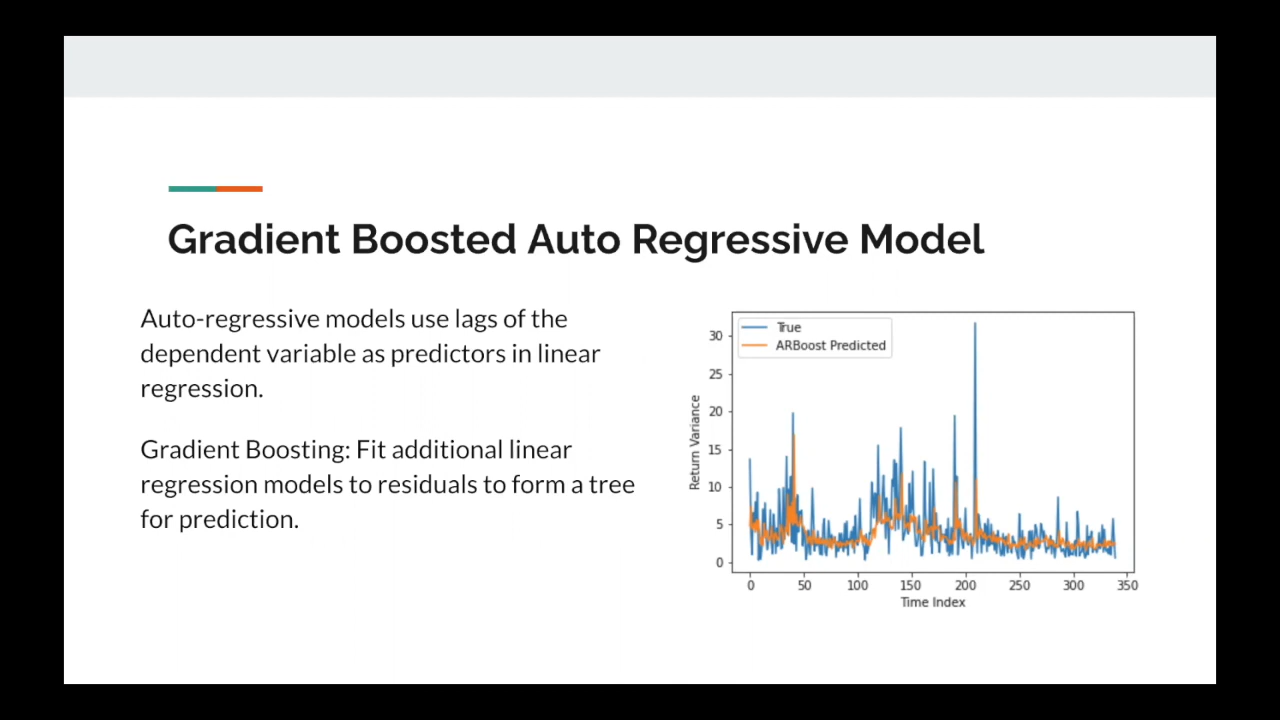 Gradient Boosted Auto Regressive Model
Auto-regressive models use lags of the
dependent variable as predictors in linear
regression.
Gradient Boosting: Fit additional linear
regression models to residuals to form a tree
for prediction.
True
ARBoost Predicted
Return Variance
30
25
20
15
10
5
0
0 50 100 150 200 250 300 350
Time Index